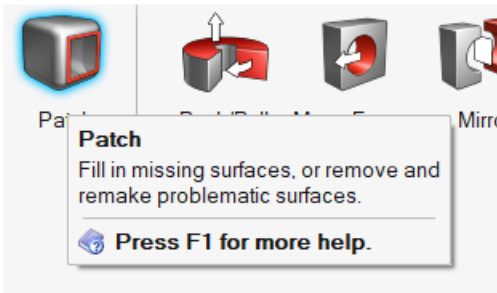 Patch
Fill in missing surfaces, or remove and
remake problematic surfaces.
Press F1 for more help.